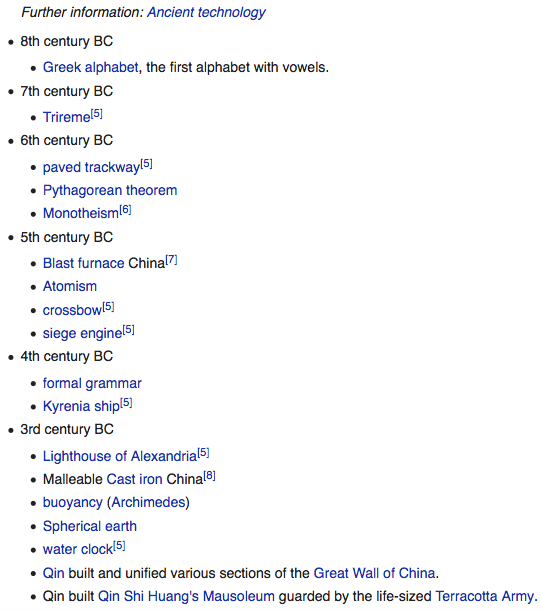 Further information: Ancient technology
• 8th century BC
• Greek alphabet, the first alphabet with vowels.
• 7th century BC
• Trireme[5]
• 6th century BC
• paved trackway[5]
• Pythagorean theorem
• Monotheism[6]
• 5th century BC
• Blast furnace China[7]
• Atomism
• crossbow[5]
• siege engine[5]
• 4th century BC
• formal grammar
• Kyrenia ship[5]
• 3rd century BC
• Lighthouse of Alexandria[5]
• Malleable Cast iron China[8]
• buoyancy (Archimedes)
• Spherical earth
• water clock[5]
• Qin built and unified various sections of the Great Wall of China.
• Qin built Qin Shi Huang's Mausoleum guarded by the life-sized Terracotta Army.